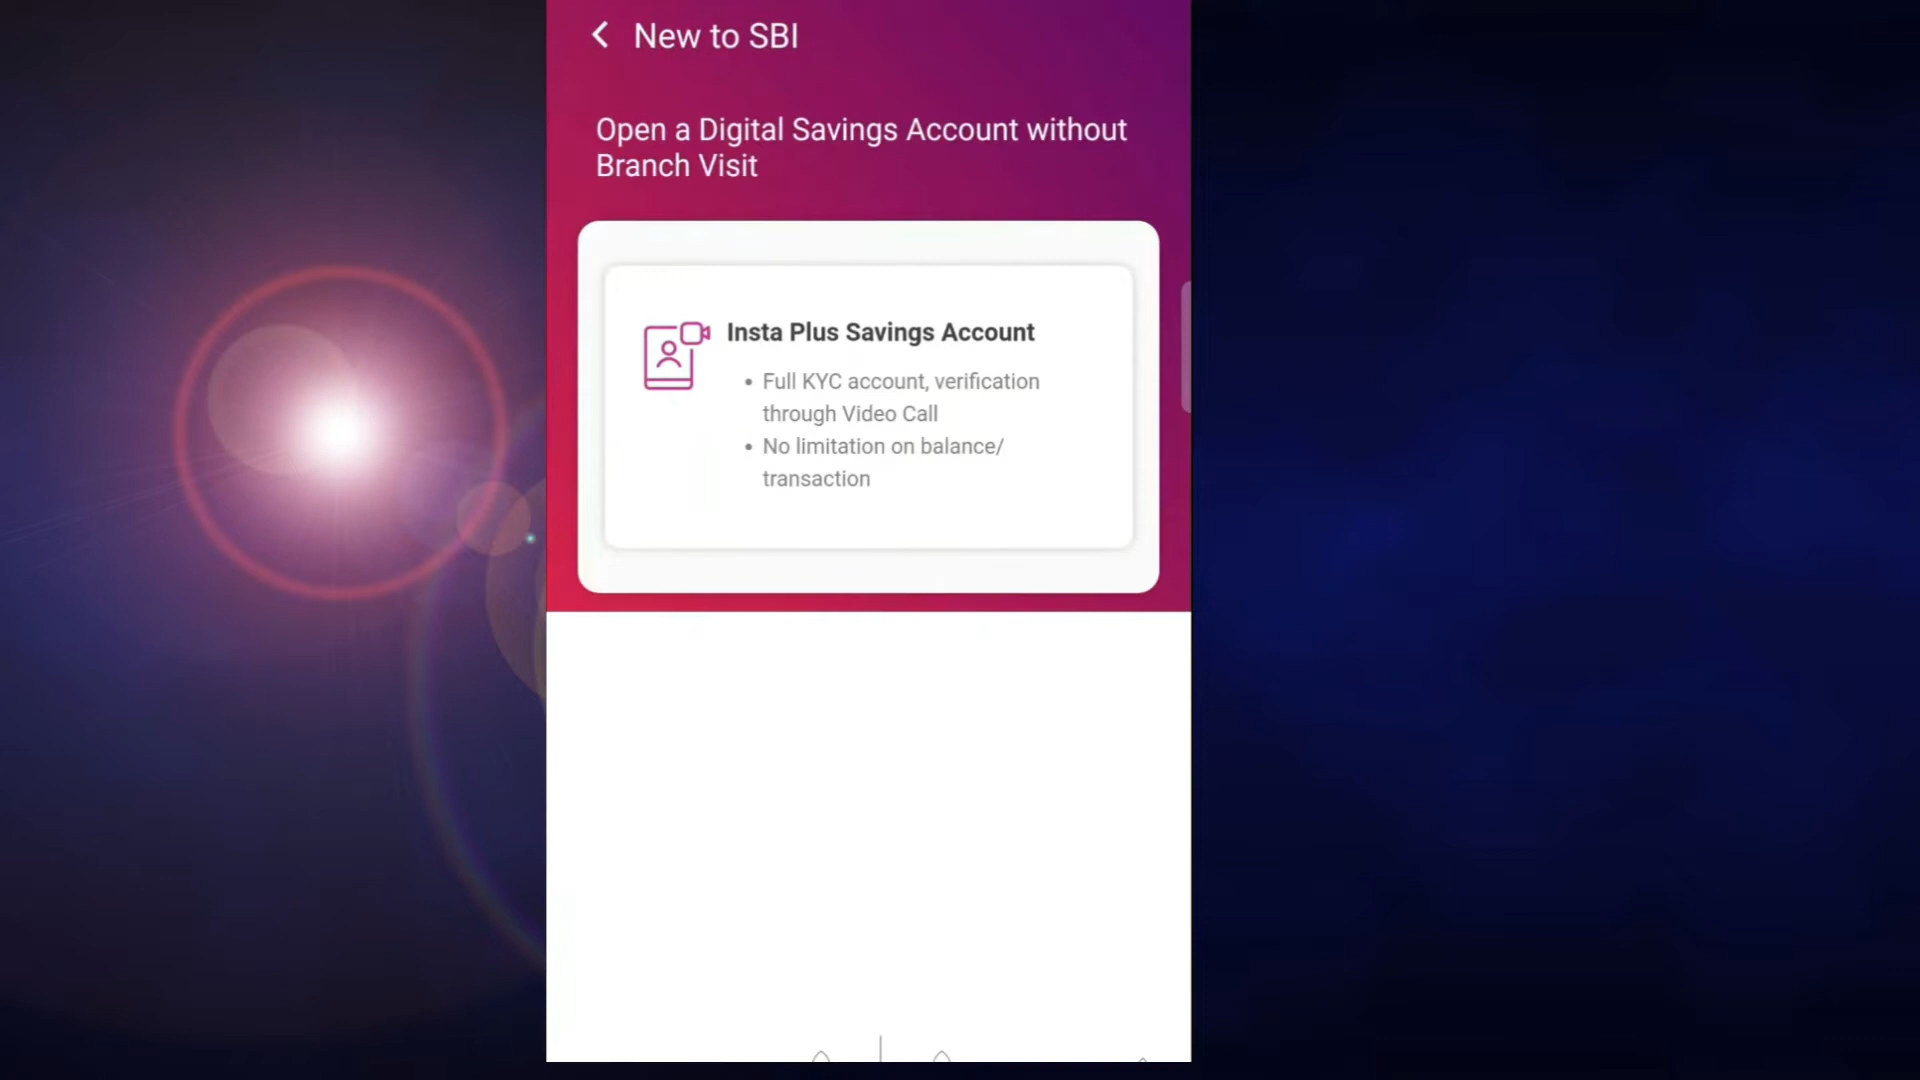 New to SBI
Open a Digital Savings Account without
Branch Visit
Insta Plus Savings Account
• Full KYC account, verification
through Video Call
• No limitation on balance/
transaction